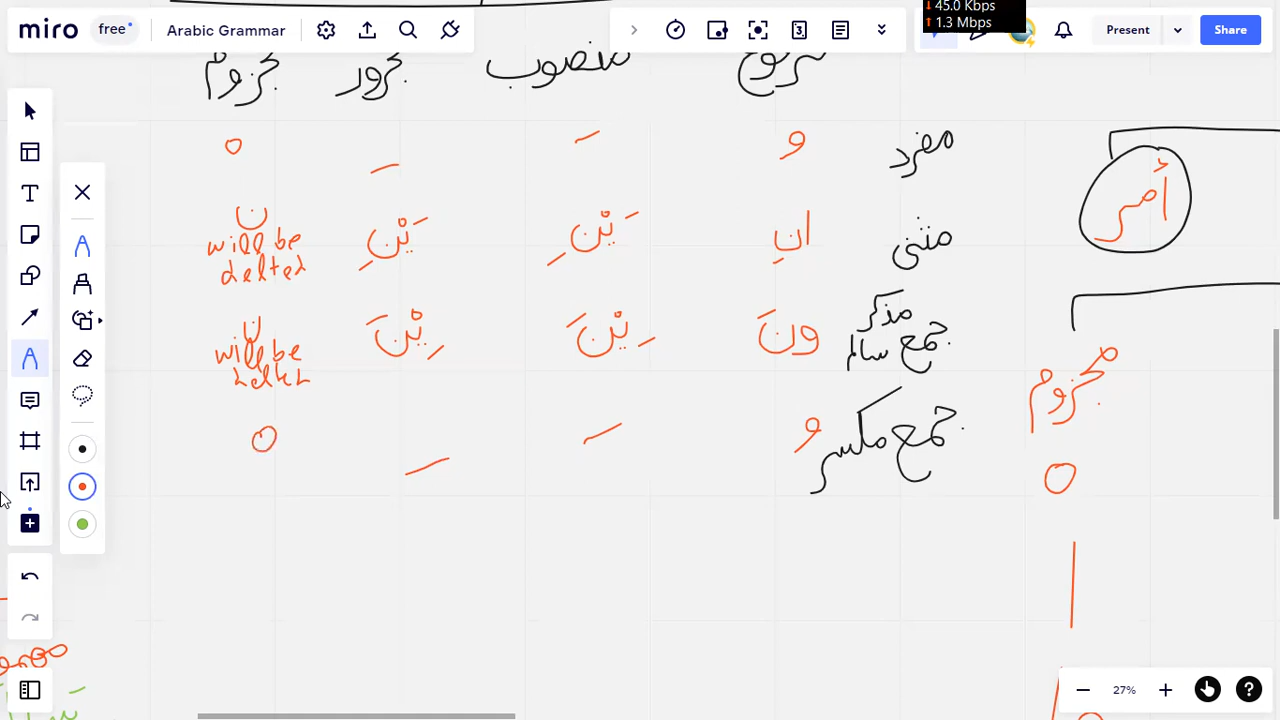 ↓ 45.0 Kbps
↑ 1.3 Mbps
miro free Arabic Grammar
Present
Share
مرفوع منصوب مجرور مجزوم
مفرد و
مثنى انِ َيْنِ َيْنِ ن
will be
delted
جمع سالم مذكر ونَ ِيْنَ ِيْنَ ن
will be
جمع مكسر و
أمر
مجزوم
27%